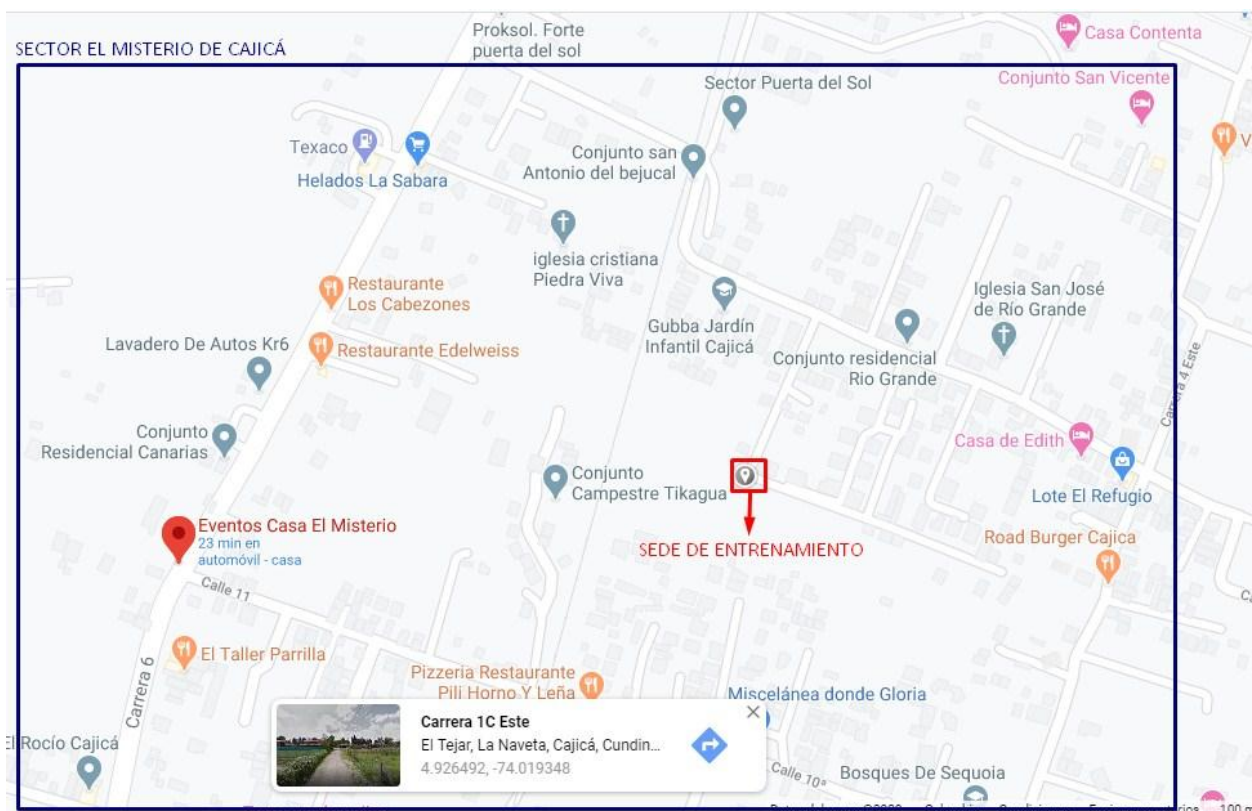 Proksol. Forte
puerta del sol
Casa Contenta
SECTOR EL MISTERIO DE CAJICÁ
Sector Puerta del Sol
Conjunto San Vicente
V
Texaco
Helados La Sabara
Conjunto san
Antonio del bejucal
iglesia cristiana
Piedra Viva
Restaurante
Los Cabezones
Gubba Jardín
Infantil Cajicá
Iglesia San José
de Río Grande
Lavadero De Autos Kr6
Restaurante Edelweiss
Conjunto residencial
Rio Grande
Carrera 4 Este
Conjunto
Residencial Canarias
Casa de Edith
Conjunto
Campestre Tikagua
Lote El Refugio
Eventos Casa El Misterio
23 min en
automóvil - casa
SEDE DE ENTRENAMIENTO
Road Burger Cajica
Calle 11
El Taller Parrilla
Carrera 6
Pizzeria Restaurante
Pili Horno Y Leña
Miscelánea donde Gloria
El Rocío Cajicá
Carrera 1C Este
El Tejar, La Naveta, Cajicá, Cundin...
4.926492, -74.019348
Calle 10ª
Bosques De Sequoia